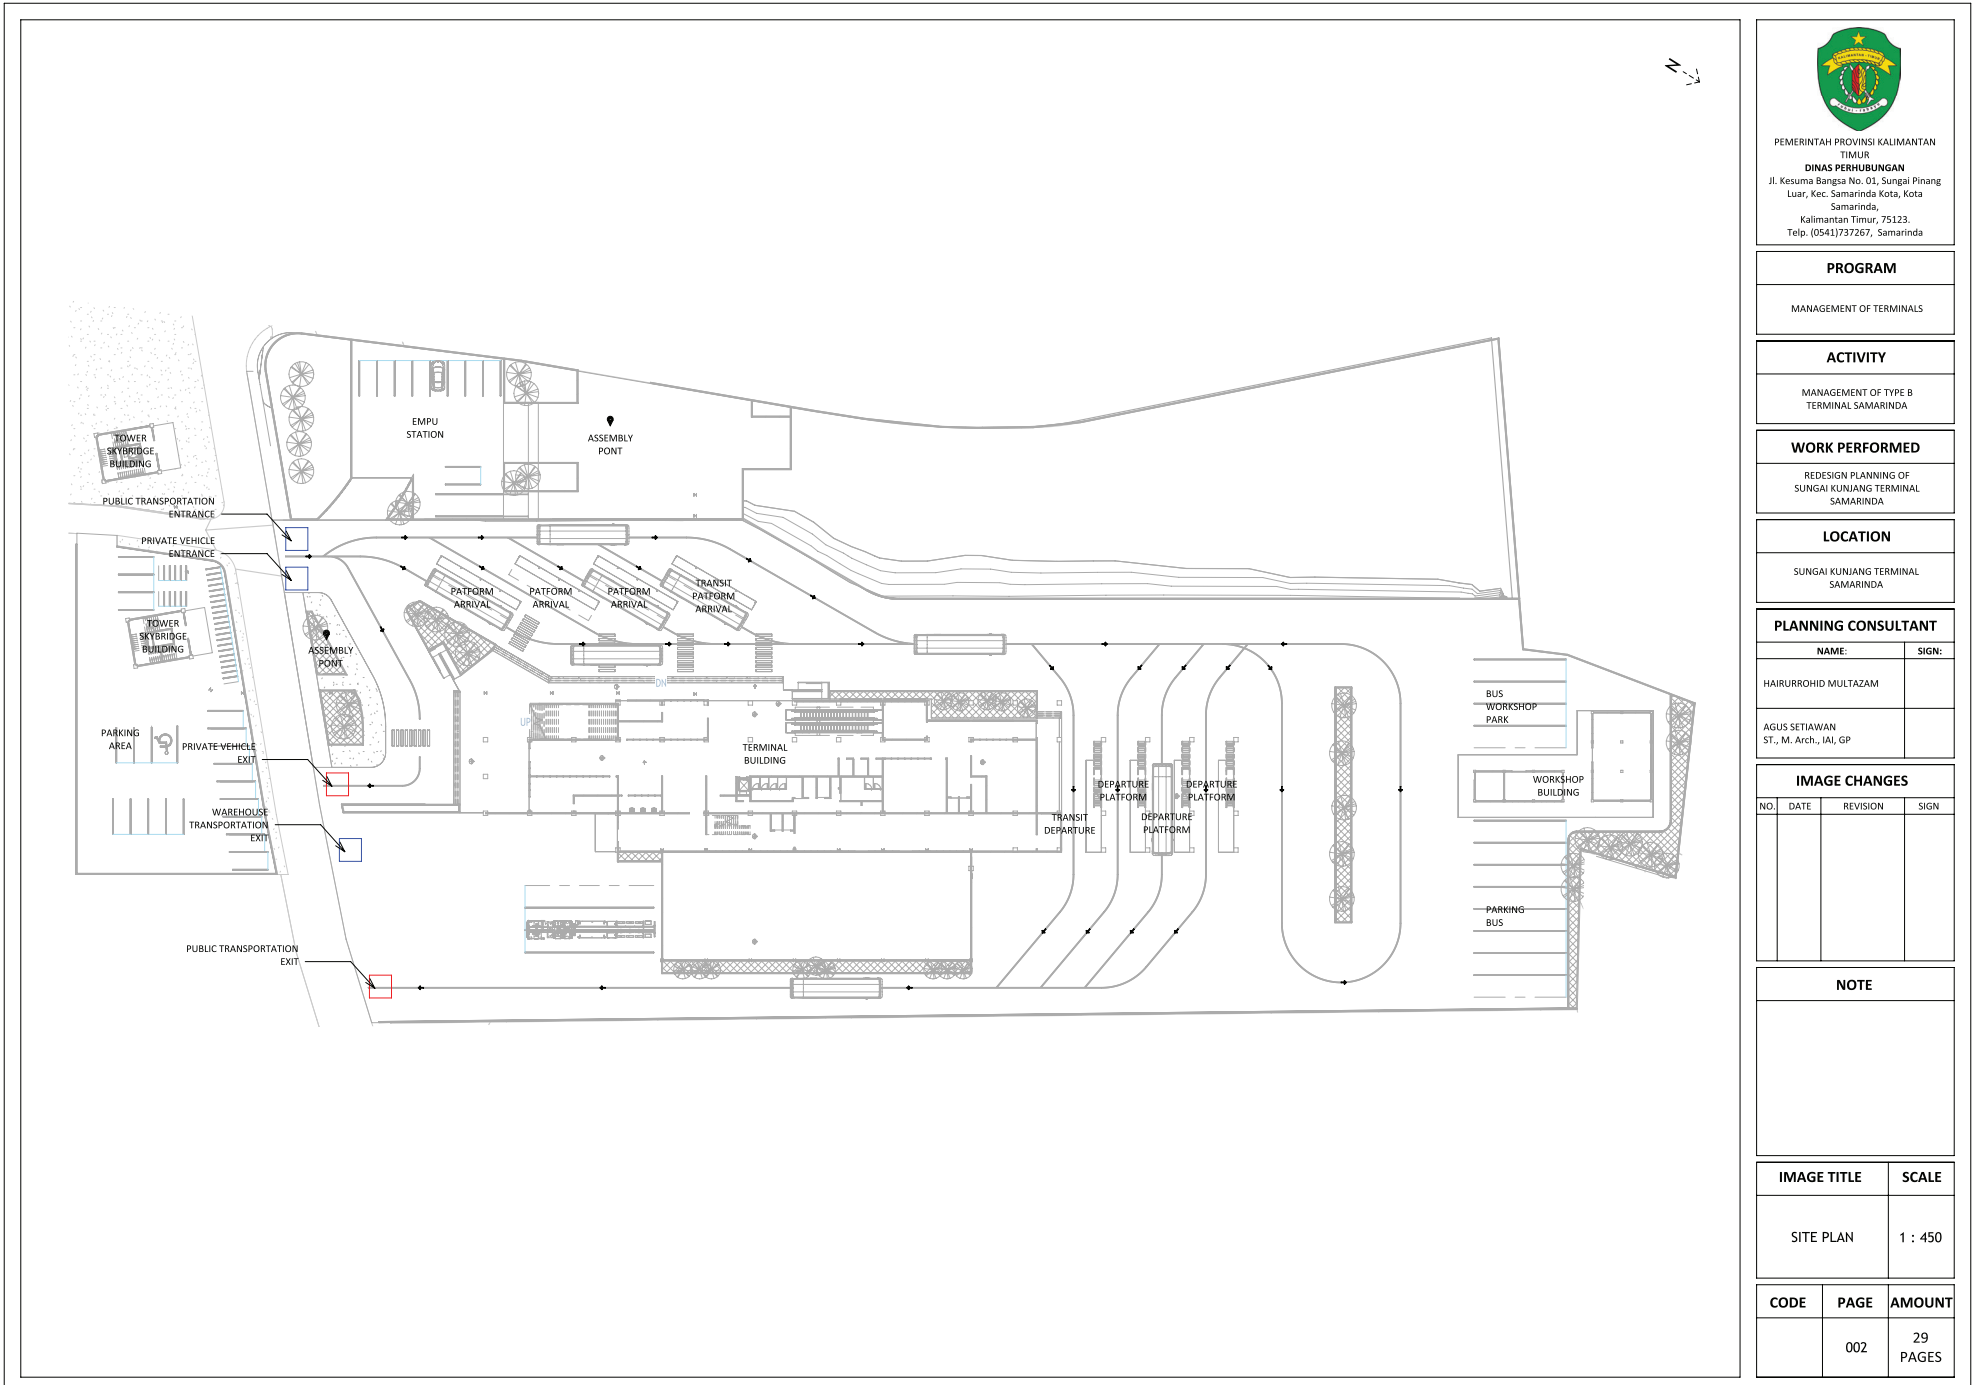 N
TOWER
SKYBRIDGE
BUILDING
PUBLIC TRANSPORTATION
ENTRANCE
PRIVATE VEHICLE
ENTRANCE
EMPU
STATION
ASSEMBLY
PONT
PATFORM
ARRIVAL
PATFORM
ARRIVAL
PATFORM
ARRIVAL
TRANSIT
PATFORM
ARRIVAL
TOWER
SKYBRIDGE
BUILDING
ASSEMBLY
PONT
DN
UP
PARKING
AREA
PRIVATE VEHICLE
EXIT
TERMINAL
BUILDING
WAREHOUSE
TRANSPORTATION
EXIT
TRANSIT
DEPARTURE
DEPARTURE
PLATFORM
DEPARTURE
PLATFORM
DEPARTURE
PLATFORM
BUS
WORKSHOP
PARK
WORKSHOP
BUILDING
PARKING
BUS
PUBLIC TRANSPORTATION
EXIT
KALIMANTAN - TIMUR
PEMERINTAH PROVINSI KALIMANTAN
TIMUR
DINAS PERHUBUNGAN
Jl. Kesuma Bangsa No. 01, Sungai Pinang
Luar, Kec. Samarinda Kota, Kota
Samarinda,
Kalimantan Timur, 75123.
Telp. (0541)737267, Samarinda
PROGRAM
MANAGEMENT OF TERMINALS
ACTIVITY
MANAGEMENT OF TYPE B
TERMINAL SAMARINDA
WORK PERFORMED
REDESIGN PLANNING OF
SUNGAI KUNJANG TERMINAL
SAMARINDA
LOCATION
SUNGAI KUNJANG TERMINAL
SAMARINDA
PLANNING CONSULTANT
NAME: SIGN:
HAIRURROHID MULTAZAM
AGUS SETIAWAN
ST., M. Arch., IAI, GP
IMAGE CHANGES
NO. DATE REVISION SIGN
NOTE
IMAGE TITLE SCALE
SITE PLAN 1 : 450
CODE PAGE AMOUNT
002 29
PAGES